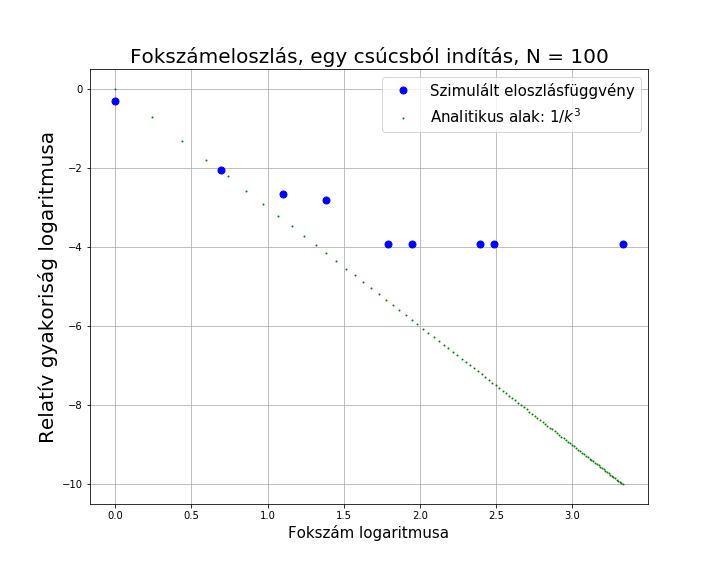 Fokszámeloszlás, egy csúcsból indítás, N = 100
Szimulált eloszlásfüggvény
Analitikus alak: 1/k³
Relatív gyakoriság logaritmusa
0
−2
−4
−6
−8
−10
0.0 0.5 1.0 1.5 2.0 2.5 3.0
Fokszám logaritmusa